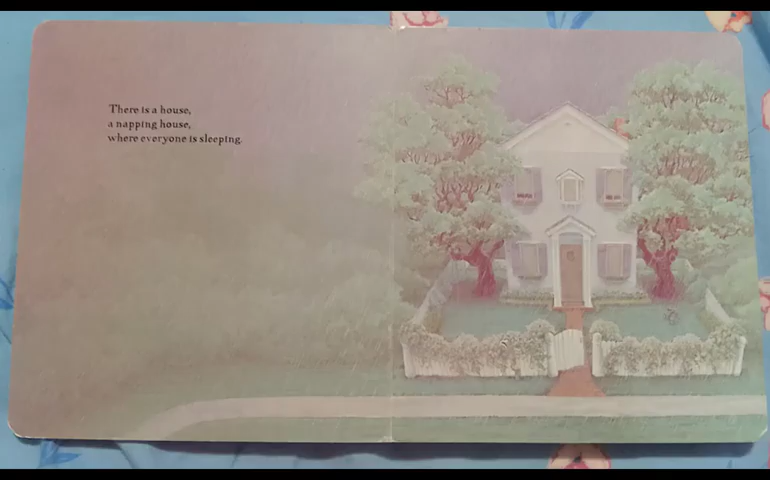 There is a house,
a napping house,
where everyone is sleeping.